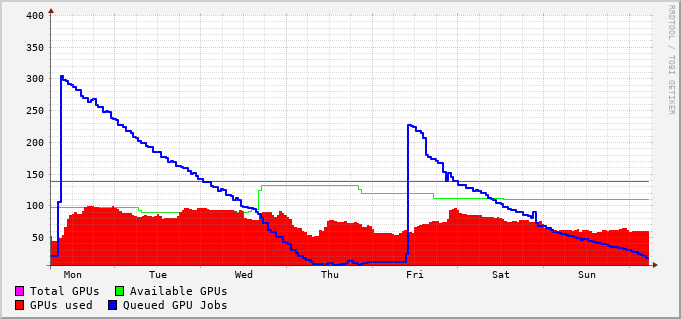 400
350
300
250
200
150
100
50
Mon Tue Wed Thu Fri Sat Sun
Total GPUs Available GPUs
GPUs used Queued GPU Jobs
RRDTOOL / TOBI OETIKER